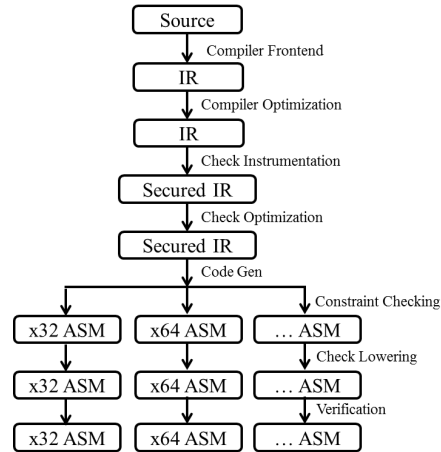 Source
Compiler Frontend
IR
Compiler Optimization
IR
Check Instrumentation
Secured IR
Check Optimization
Secured IR
Code Gen
Constraint Checking
x32 ASM x64 ASM … ASM
Check Lowering
x32 ASM x64 ASM … ASM
Verification
x32 ASM x64 ASM … ASM